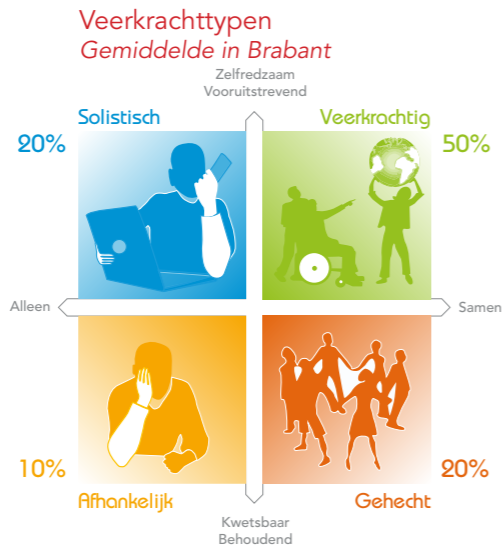 Veerkrachttypen
Gemiddelde in Brabant
Zelfredzaam
Vooruitstrevend
Solistisch
Veerkrachtig
20%
50%
Alleen
Samen
10%
20%
Afhankelijk
Gehecht
Kwetsbaar
Behoudend